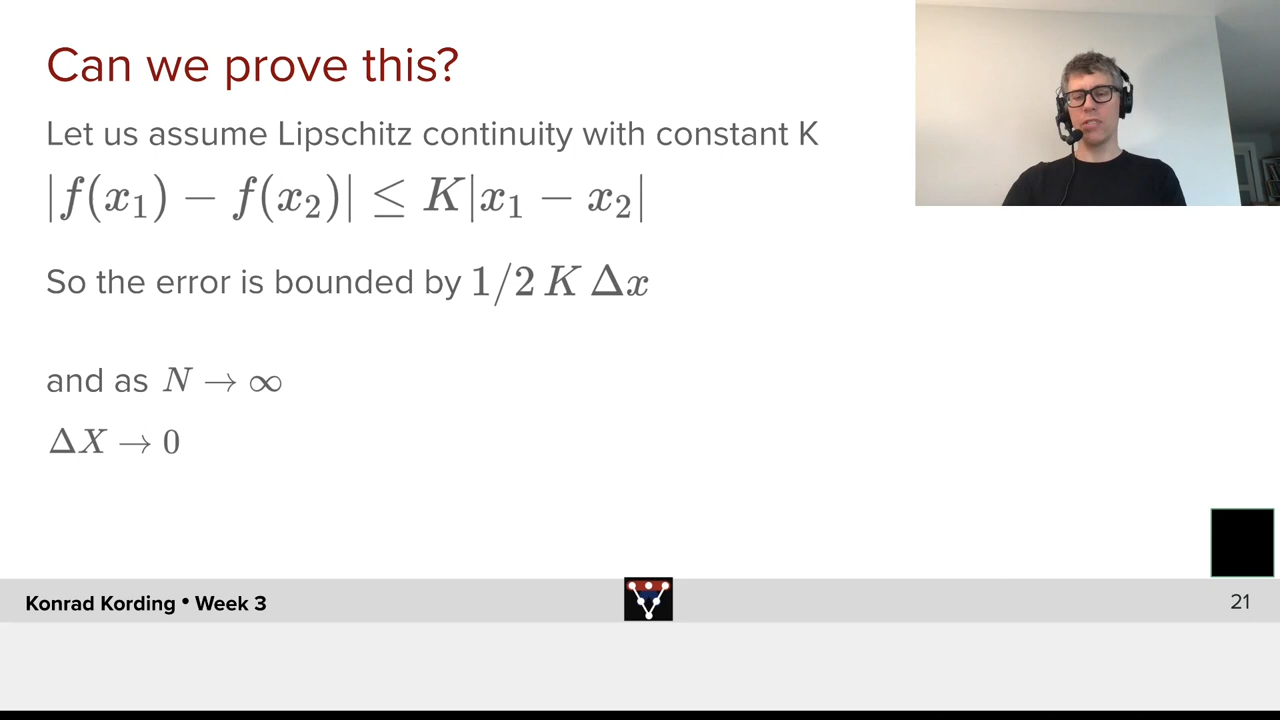 Can we prove this?
Let us assume Lipschitz continuity with constant K
|f(x₁) − f(x₂)| ≤ K|x₁ − x₂|
So the error is bounded by 1/2 K Δx
and as N → ∞
ΔX → 0
Konrad Kording • Week 3
21